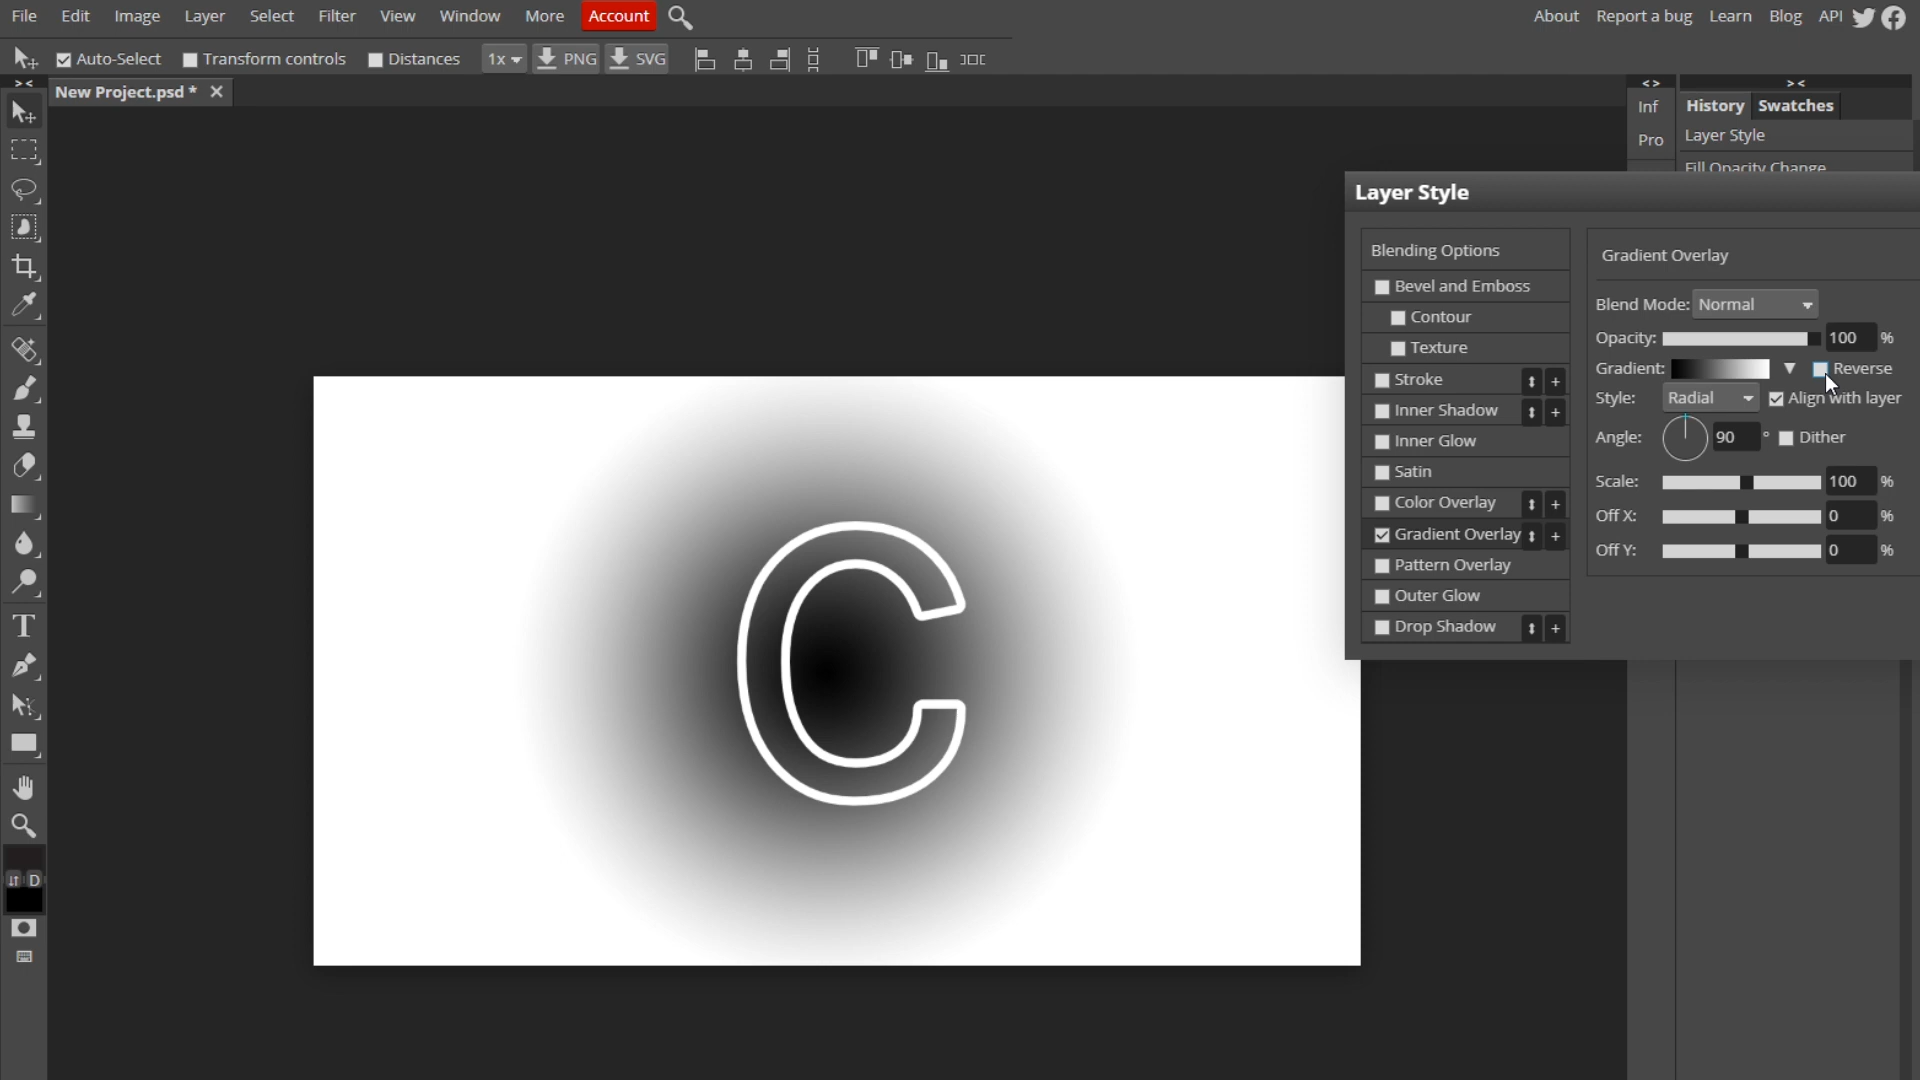 File Edit Image Layer Select Filter View Window More Account About Report a bug Learn Blog API
Auto-Select Transform controls Distances 1x PNG SVG
> < < > > <
New Project.psd * Inf History Swatches
Pro Layer Style
Fill Opacity Change
Layer Style
Blending Options Gradient Overlay
Bevel and Emboss
Contour
Texture
Stroke +
Inner Shadow +
Inner Glow
Satin
Color Overlay +
Gradient Overlay +
Pattern Overlay
Outer Glow
Drop Shadow +
Blend Mode: Normal
Opacity: 100 %
Gradient: Reverse
Style: Radial Align with layer
Angle: 90 ° Dither
Scale: 100 %
Off X: 0 %
Off Y: 0 %
C
T
D